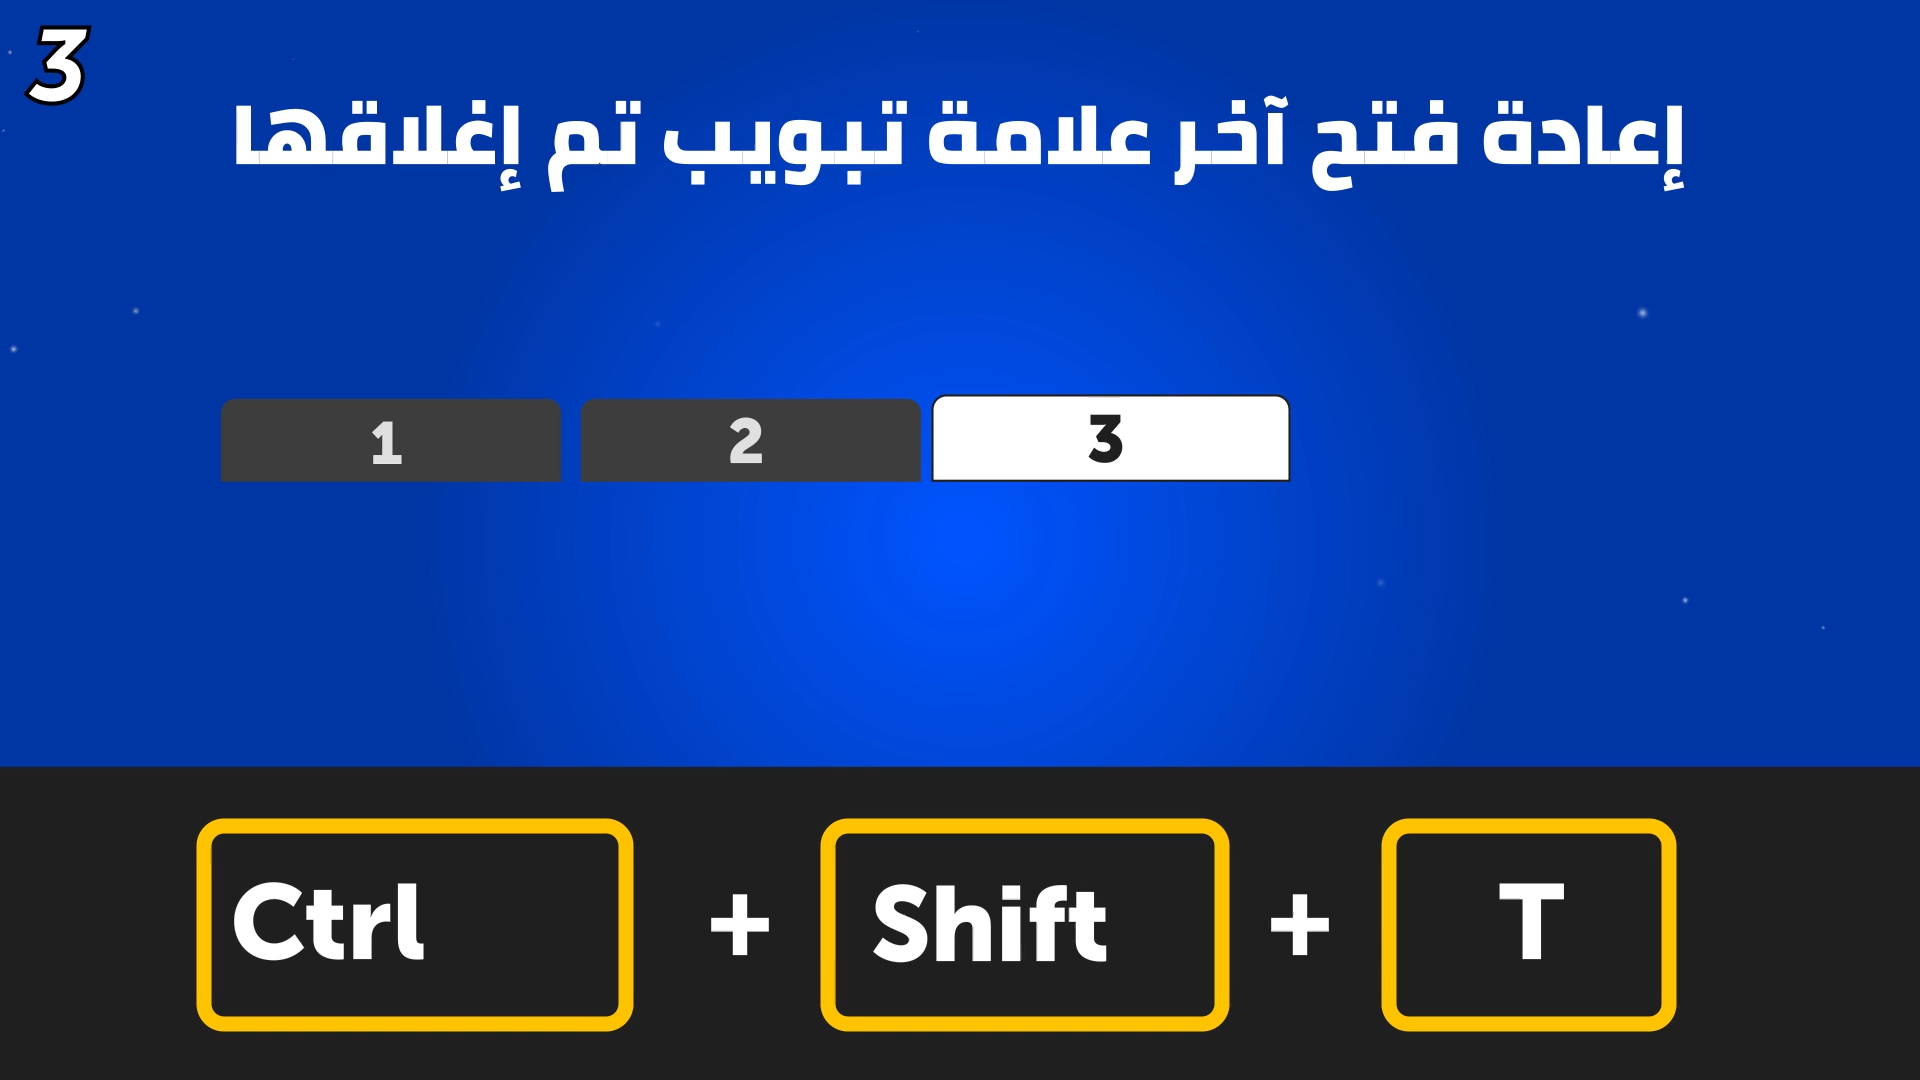 3
إعادة فتح آخر علامة تبويب تم إغلاقها
1 2 3
Ctrl + Shift + T